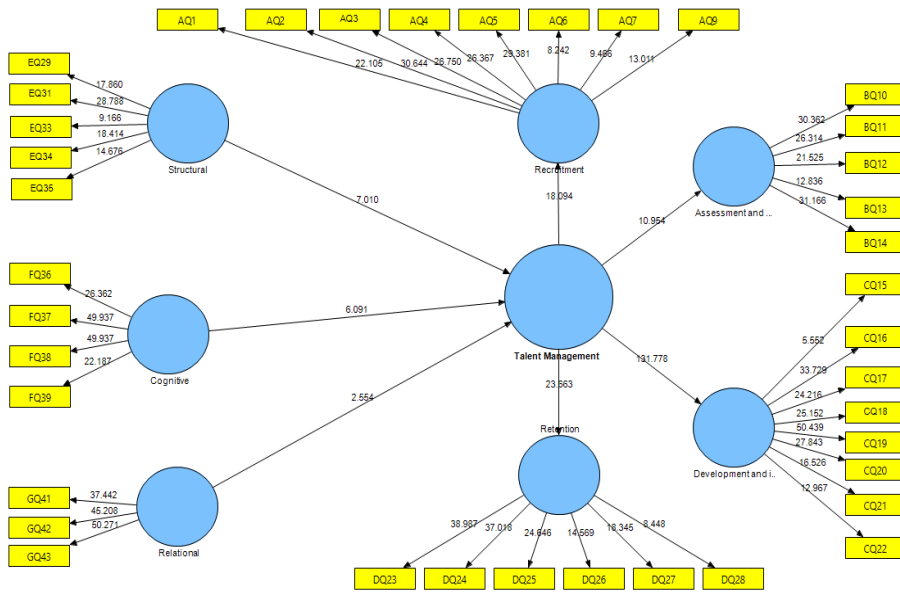 AQ1
AQ2
AQ3
AQ4
AQ5
AQ6
AQ7
AQ9
22.105
30.644
26.750
26.367
29.381
8.242
9.466
13.011
Recruitment
EQ29
EQ31
EQ33
EQ34
EQ35
17.860
28.788
9.166
18.414
14.676
Structural
BQ10
BQ11
BQ12
BQ13
BQ14
30.362
26.314
21.525
12.836
31.166
Assessment and ...
7.010
18.094
10.954
FQ36
FQ37
FQ38
FQ39
26.362
49.937
49.937
22.187
Cognitive
6.091
Talent Management
2.554
23.663
131.778
CQ15
CQ16
CQ17
CQ18
CQ19
CQ20
CQ21
CQ22
5.552
33.729
24.216
25.152
50.439
27.843
16.526
12.967
Development and i..
GQ41
GQ42
GQ43
37.442
45.208
50.271
Relational
Retention
38.987
37.018
24.646
14.569
18.345
8.448
DQ23
DQ24
DQ25
DQ26
DQ27
DQ28